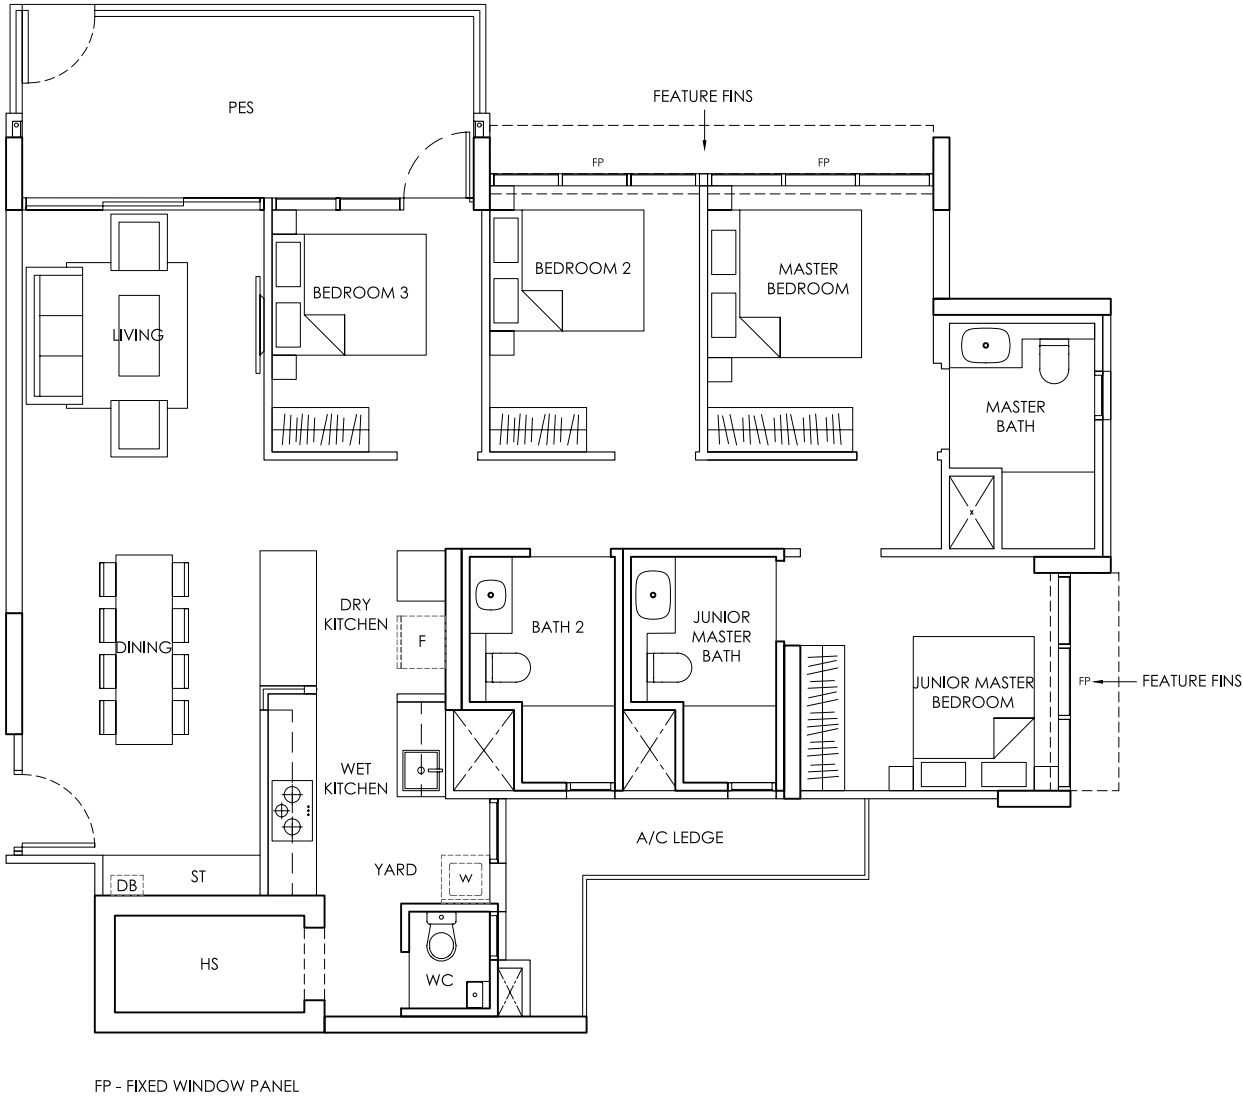 FEATURE FINS
PES
FP
FP
BEDROOM 2
MASTER
BEDROOM
BEDROOM 3
LIVING
MASTER
BATH
DRY
KITCHEN
F
BATH 2
JUNIOR
MASTER
BATH
DINING
JUNIOR MASTER
BEDROOM
FP
FEATURE FINS
WET
KITCHEN
A/C LEDGE
YARD
W
ST
DB
HS
WC
FP - FIXED WINDOW PANEL